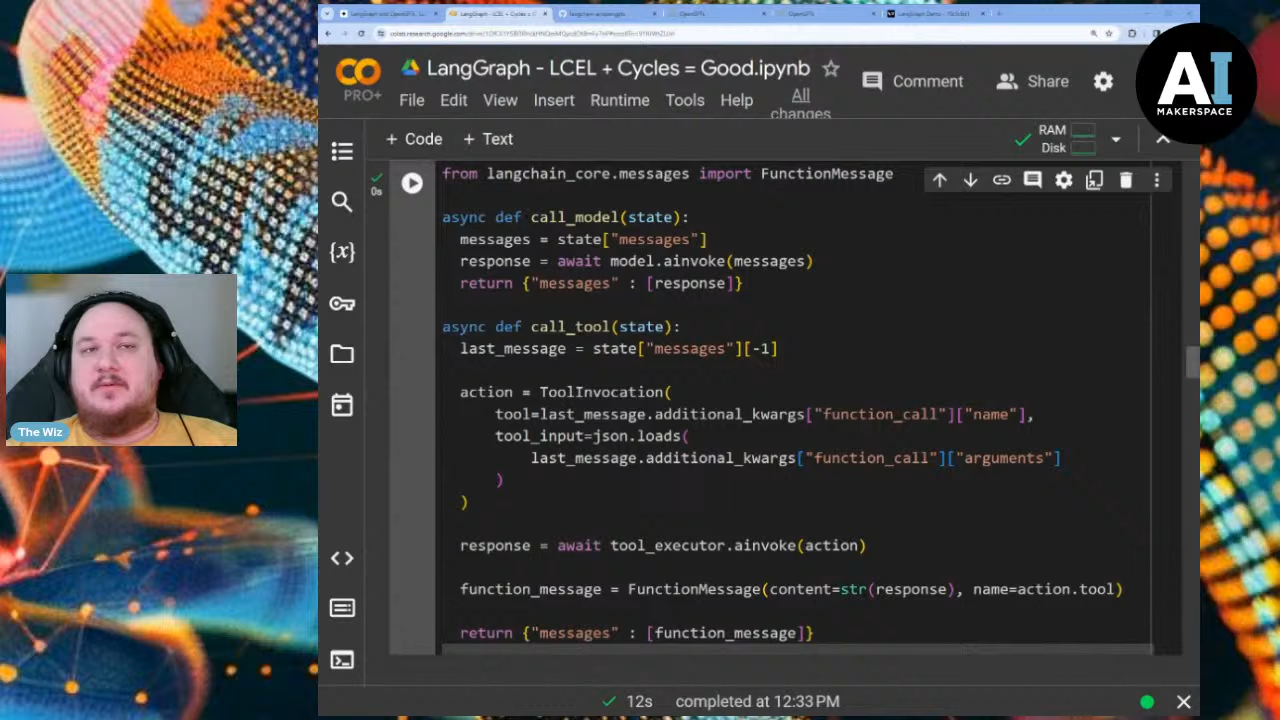 LangGraph - LCEL + Cycles = Good.ipynb
CO
PRO+
File Edit View Insert Runtime Tools Help All changes
Comment Share
AI
MAKERSPACE
+ Code + Text
RAM
Disk
{x}
0s
from langchain_core.messages import FunctionMessage
async def call_model(state):
messages = state["messages"]
response = await model.ainvoke(messages)
return {"messages" : [response]}
async def call_tool(state):
last_message = state["messages"][-1]
action = ToolInvocation(
tool=last_message.additional_kwargs["function_call"]["name"],
tool_input=json.loads(
last_message.additional_kwargs["function_call"]["arguments"]
)
)
response = await tool_executor.ainvoke(action)
function_message = FunctionMessage(content=str(response), name=action.tool)
return {"messages" : [function_message]}
The Wiz
12s completed at 12:33 PM